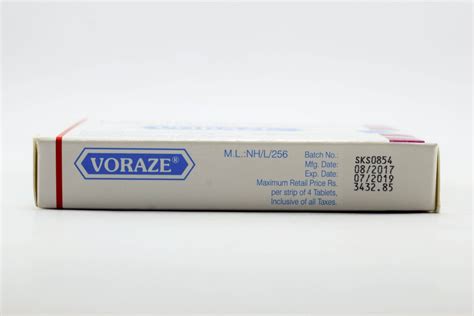 VORAZE®
M.L.:NH/L/256
Batch No.: SKS0854
Mfg. Date: 08/2017
Exp. Date: 07/2019
Maximum Retail Price Rs. 3432.85
per strip of 4 Tablets,
Inclusive of all Taxes.